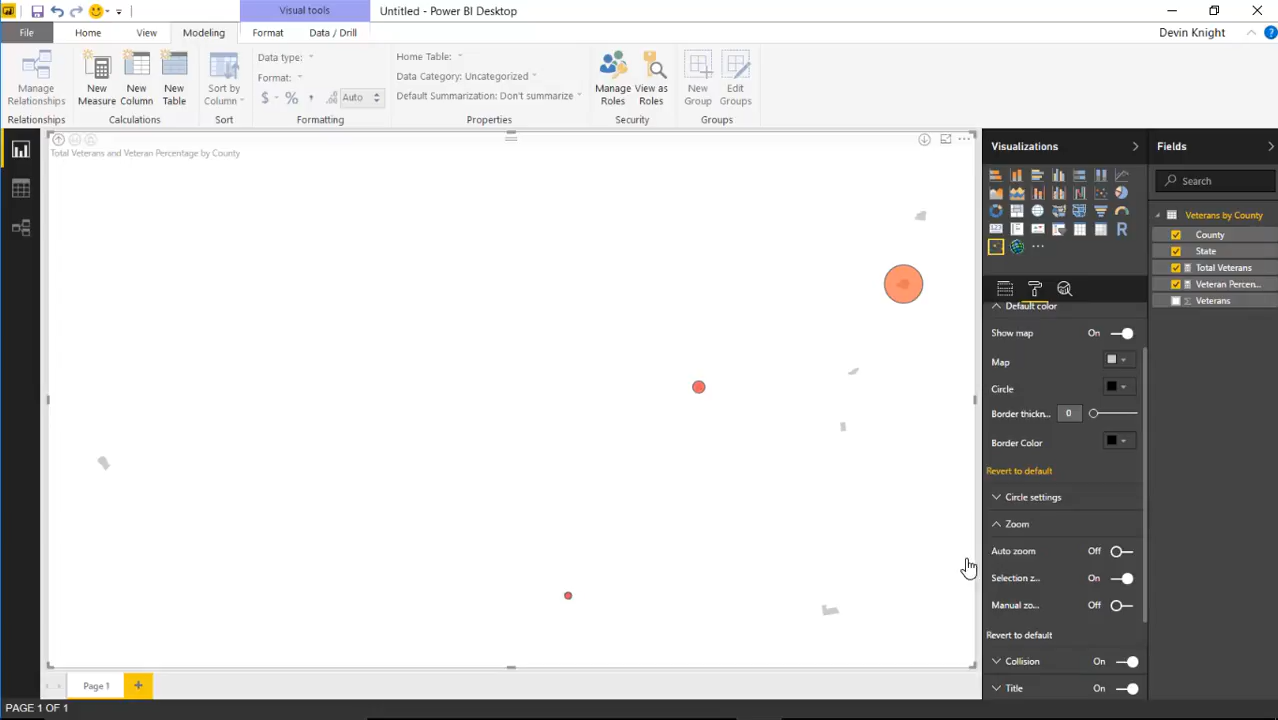 Visual tools
Untitled - Power BI Desktop
File
Home
View
Modeling
Format
Data / Drill
Devin Knight
Manage
Relationships
New
Measure
New
Column
New
Table
Sort by
Column
Data type:
Format:
$ % , .00 Auto
Home Table:
Data Category: Uncategorized
Default Summarization: Don't summarize
Manage
Roles
View as
Roles
New
Group
Edit
Groups
Relationships
Calculations
Sort
Formatting
Properties
Security
Groups
Total Veterans and Veteran Percentage by County
Visualizations
R
Default color
Show map
On
Map
Circle
Border thickn...
0
Border Color
Revert to default
Circle settings
Zoom
Auto zoom
Off
Selection z...
On
Manual zo...
Off
Revert to default
Collision
On
Title
On
Fields
Search
Veterans by County
County
State
Total Veterans
Veteran Percen...
Σ Veterans
Page 1
+
PAGE 1 OF 1